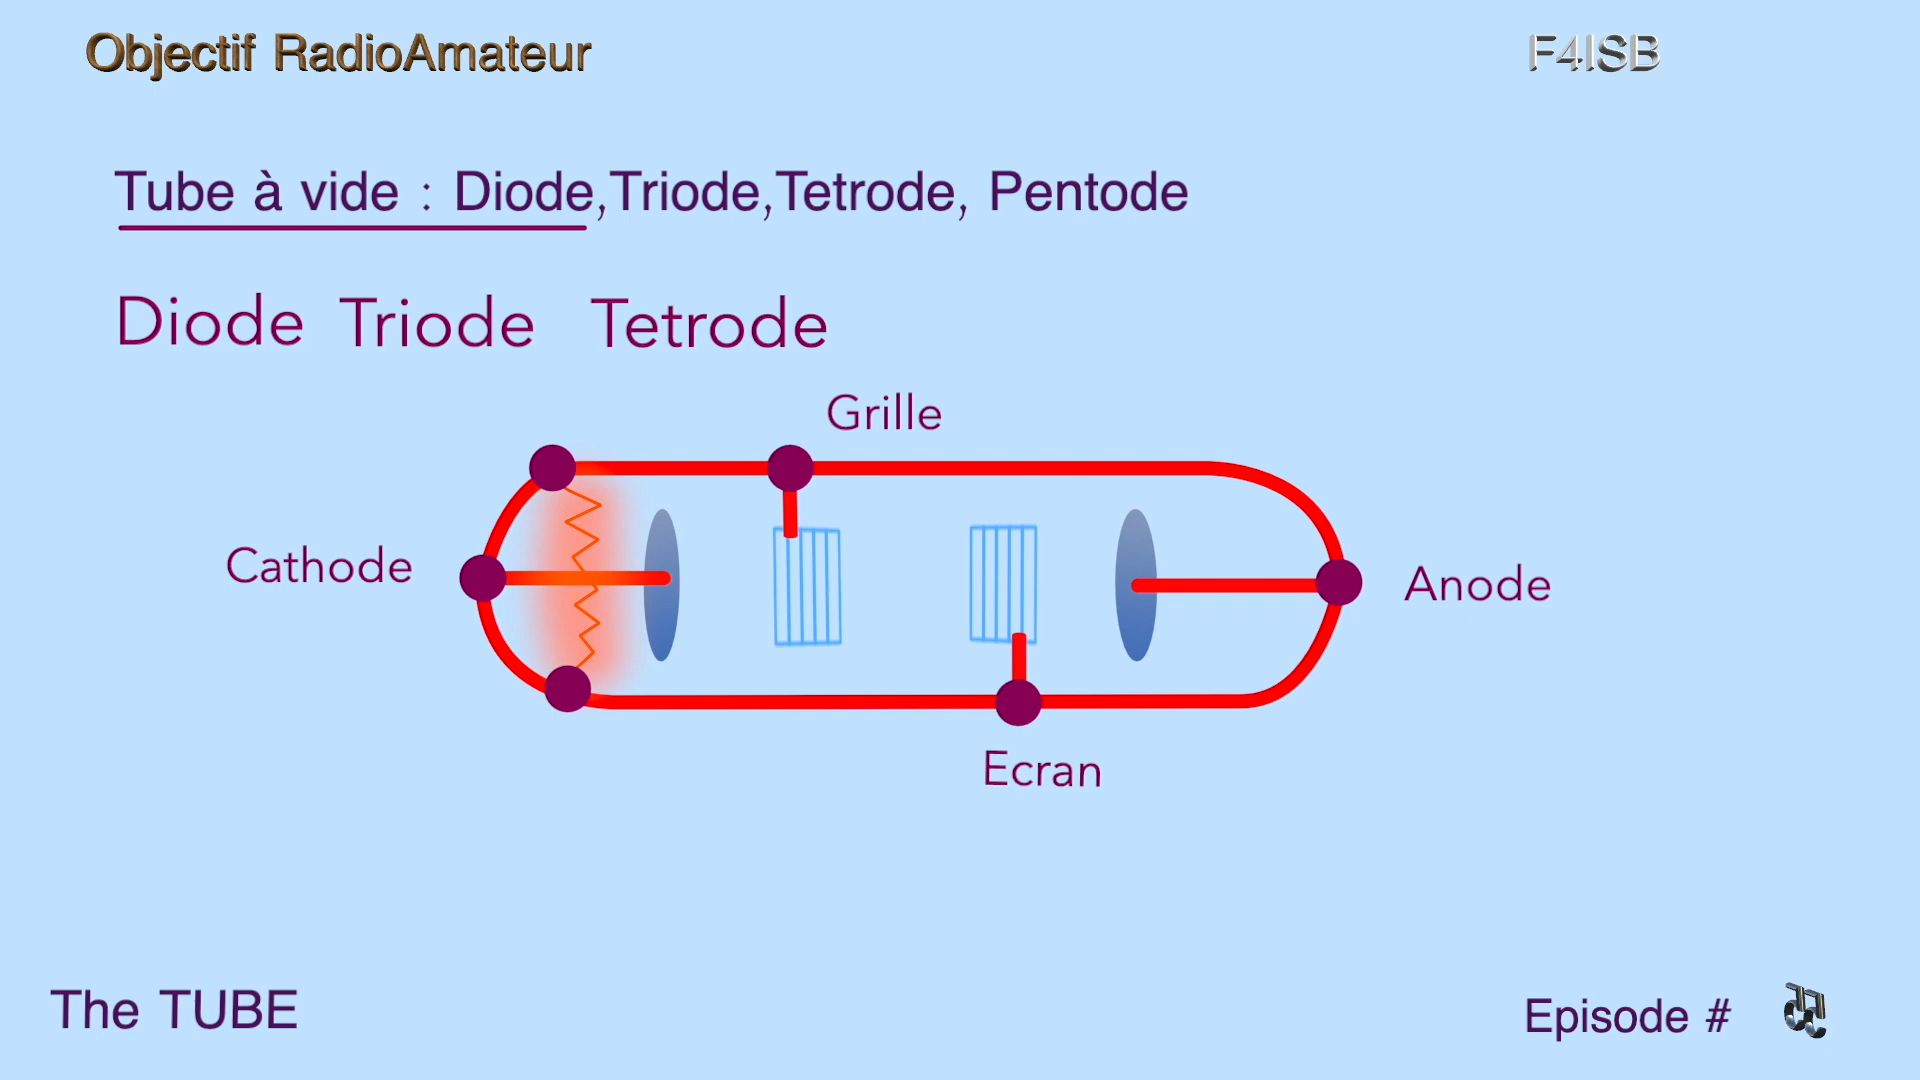 Objectif RadioAmateur
F4ISB
Tube à vide : Diode,Triode,Tetrode, Pentode
Diode Triode Tetrode
Grille
Cathode
Anode
Ecran
The TUBE
Episode #